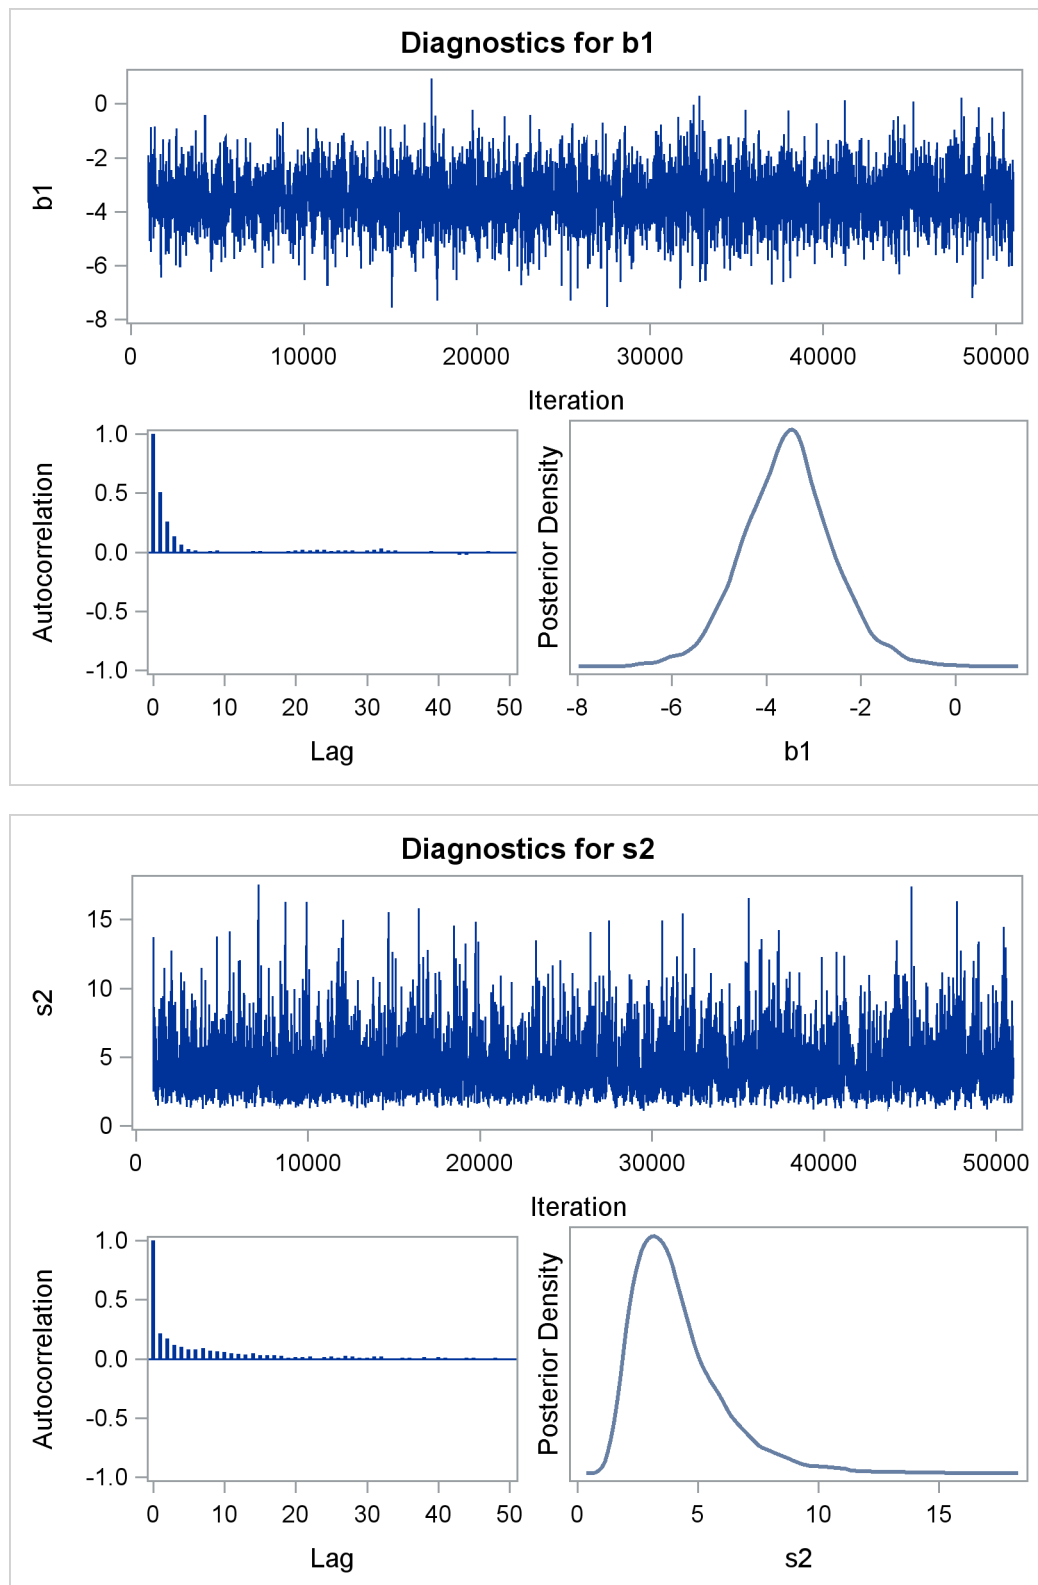 Diagnostics for b1
b1
0
-2
-4
-6
-8
0 10000 20000 30000 40000 50000
Iteration
Autocorrelation
1.0
0.5
0.0
-0.5
-1.0
0 10 20 30 40 50
Lag
Posterior Density
-8 -6 -4 -2 0
b1
Diagnostics for s2
s2
15
10
5
0
0 10000 20000 30000 40000 50000
Iteration
Autocorrelation
1.0
0.5
0.0
-0.5
-1.0
0 10 20 30 40 50
Lag
Posterior Density
0 5 10 15
s2